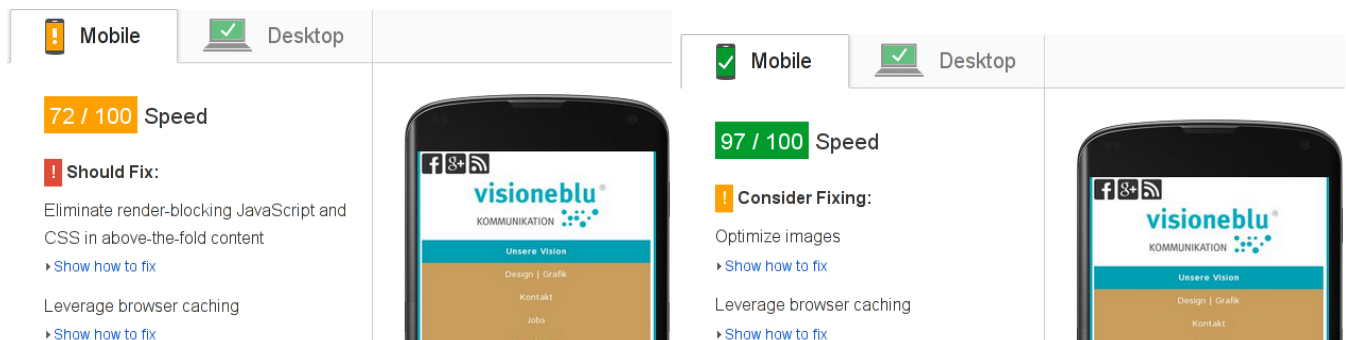 Mobile
Desktop
72 / 100 Speed
! Should Fix:
Eliminate render-blocking JavaScript and
CSS in above-the-fold content
Show how to fix
Leverage browser caching
Show how to fix
f g+
visioneblu®
KOMMUNIKATION
Unsere Vision
Design | Grafik
Kontakt
Jobs
Mobile
Desktop
97 / 100 Speed
! Consider Fixing:
Optimize images
Show how to fix
Leverage browser caching
Show how to fix
f g+
visioneblu®
KOMMUNIKATION
Unsere Vision
Design | Grafik
Kontakt